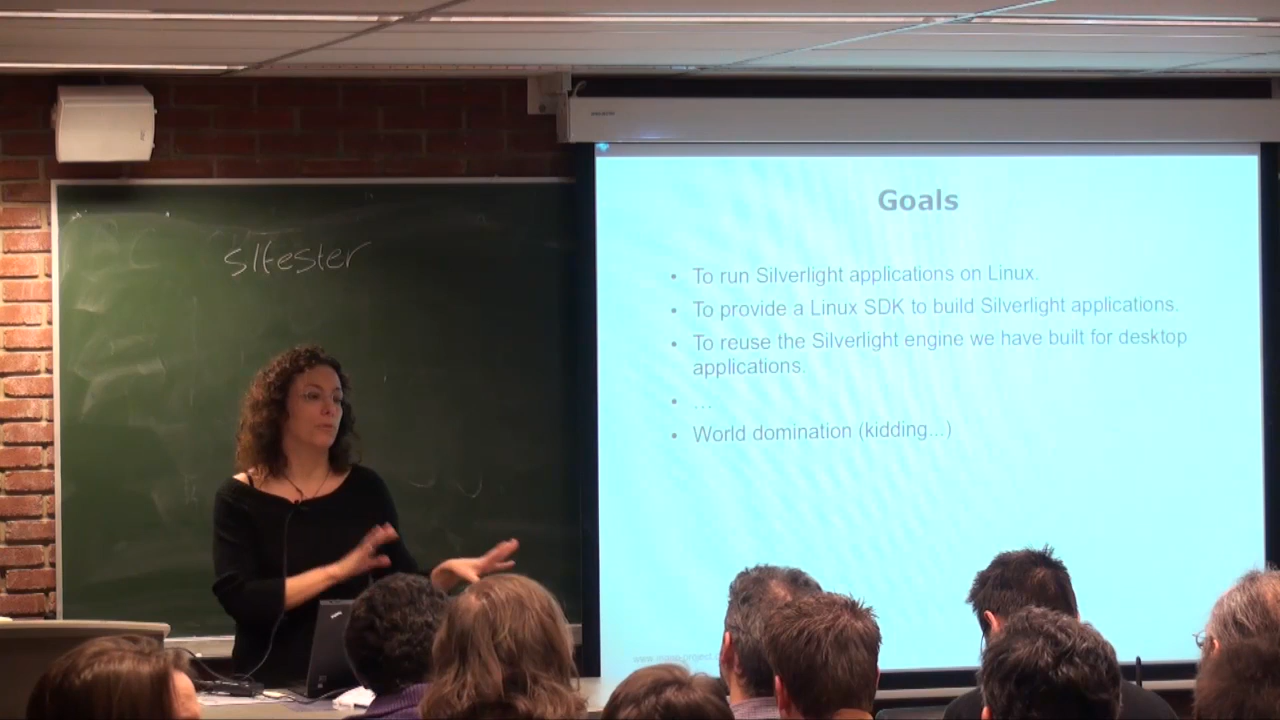 sltester
Goals
• To run Silverlight applications on Linux.
• To provide a Linux SDK to build Silverlight applications.
• To reuse the Silverlight engine we have built for desktop
applications.
• ...
• World domination (kidding...)